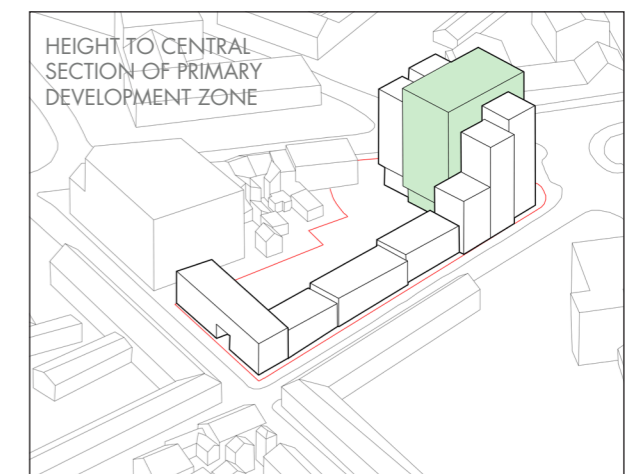 HEIGHT TO CENTRAL
SECTION OF PRIMARY
DEVELOPMENT ZONE